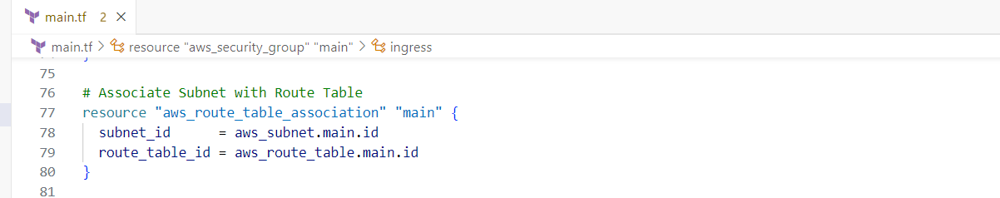 main.tf 2
main.tf > resource "aws_security_group" "main" > ingress
75
76 # Associate Subnet with Route Table
77 resource "aws_route_table_association" "main" {
78 subnet_id      = aws_subnet.main.id
79 route_table_id = aws_route_table.main.id
80 }
81